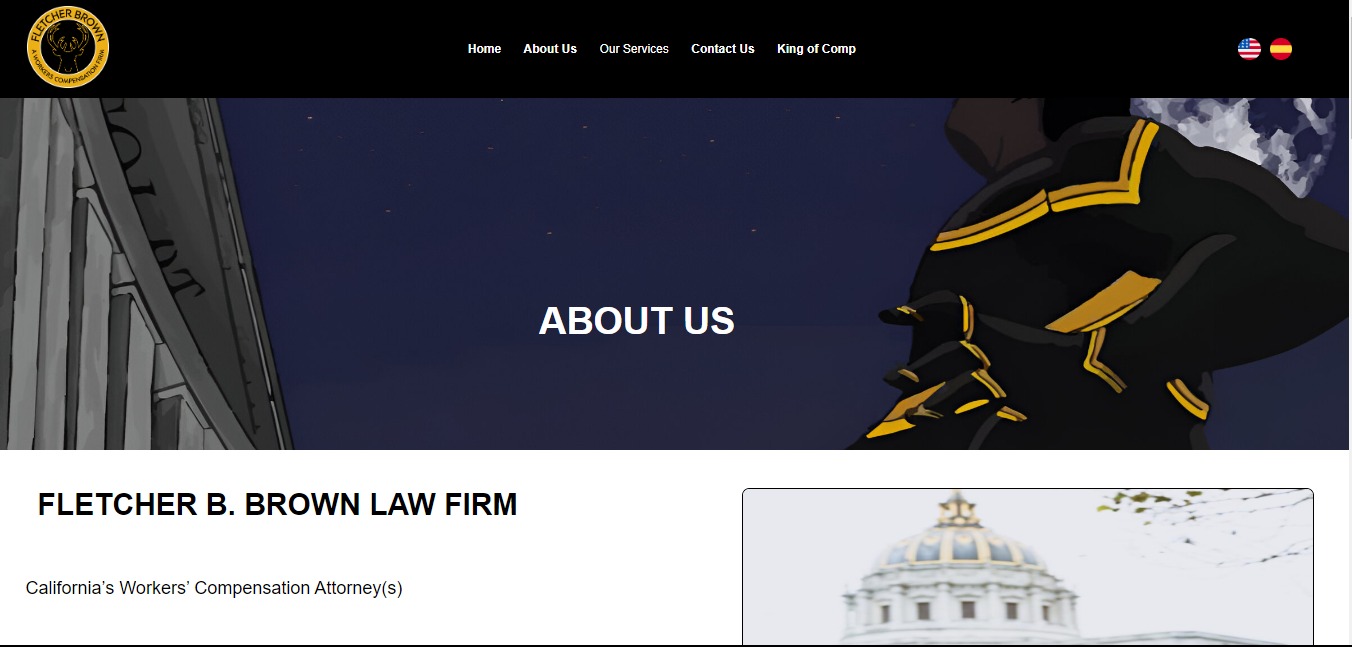 FLETCHER BROWN
A WORKERS COMPENSATION FIRM
Home About Us Our Services Contact Us King of Comp
ABOUT US
FLETCHER B. BROWN LAW FIRM
California’s Workers’ Compensation Attorney(s)